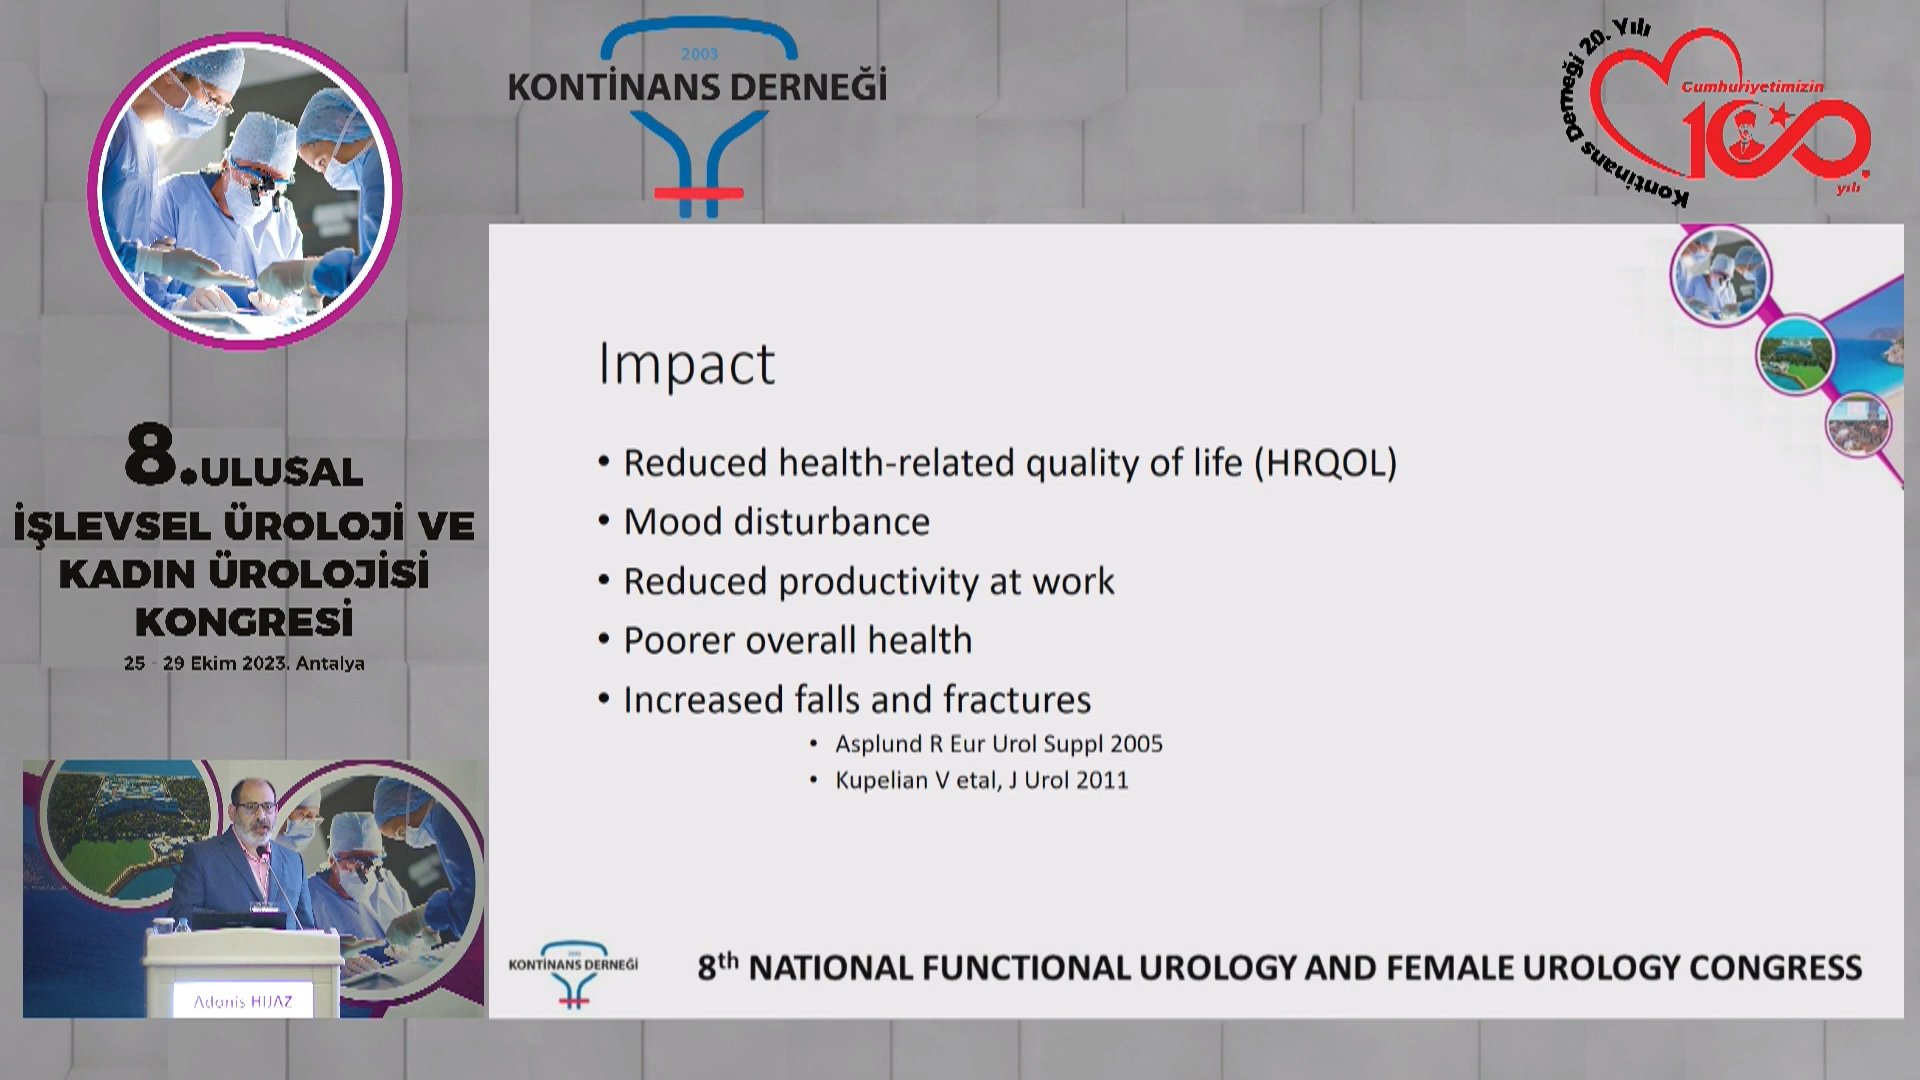 2003
KONTİNANS DERNEĞİ
Kontinans Derneği 20. Yılı
Cumhuriyetimizin
100.
yılı
8.ULUSAL
İŞLEVSEL ÜROLOJİ VE
KADIN ÜROLOJİSİ
KONGRESİ
25 - 29 Ekim 2023. Antalya
Impact
• Reduced health-related quality of life (HRQOL)
• Mood disturbance
• Reduced productivity at work
• Poorer overall health
• Increased falls and fractures
• Asplund R Eur Urol Suppl 2005
• Kupelian V etal, J Urol 2011
KONTİNANS DERNEĞİ
8th NATIONAL FUNCTIONAL UROLOGY AND FEMALE UROLOGY CONGRESS
Adonis HIJAZ